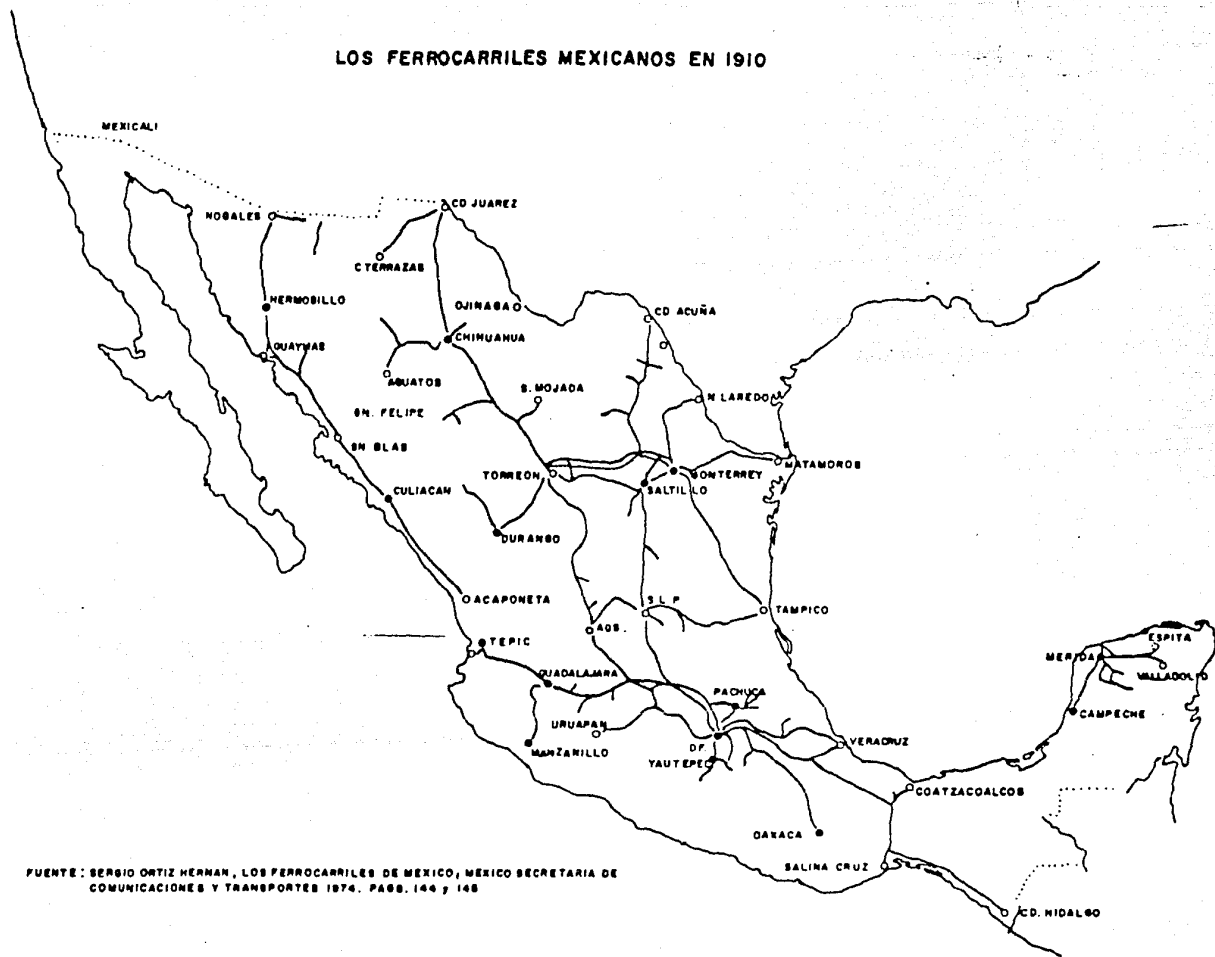 LOS FERROCARRILES MEXICANOS EN 1910
MEXICALI
NOGALES
CD JUAREZ
C TERRAZAS
HERMOSILLO
OJINAGA
CD ACUÑA
CHIHUAHUA
GUAYMAS
AGUATOS
S. MOJADA
N LAREDO
SN. FELIPE
SN BLAS
TORREON
ONTERREY
MATAMOROS
SALTILLO
CULIACAN
DURANGO
ACAPONETA
S L P
TAMPICO
AGS.
TEPIC
ESPITA
MERIDA
VALLADOLID
GUADALAJARA
PACHUCA
CAMPECHE
URUAPAN
MANZANILLO
D F.
VERACRUZ
YAUTEPEC
COATZACOALCOS
OAXACA
SALINA CRUZ
CD. HIDALGO
FUENTE: SERGIO ORTIZ HERNAN, LOS FERROCARRILES DE MEXICO, MEXICO SECRETARIA DE
COMUNICACIONES Y TRANSPORTES 1974. PAGS. 144 y 145